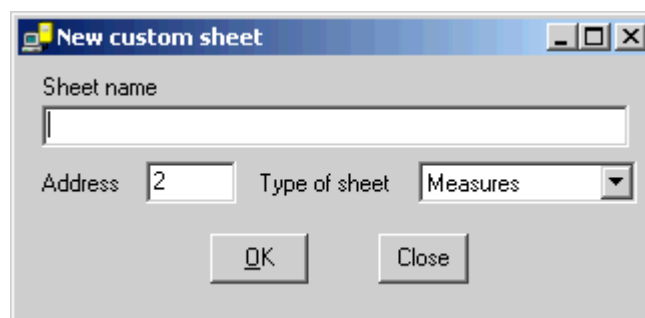 New custom sheet
Sheet name
Address 2 Type of sheet Measures
OK Close